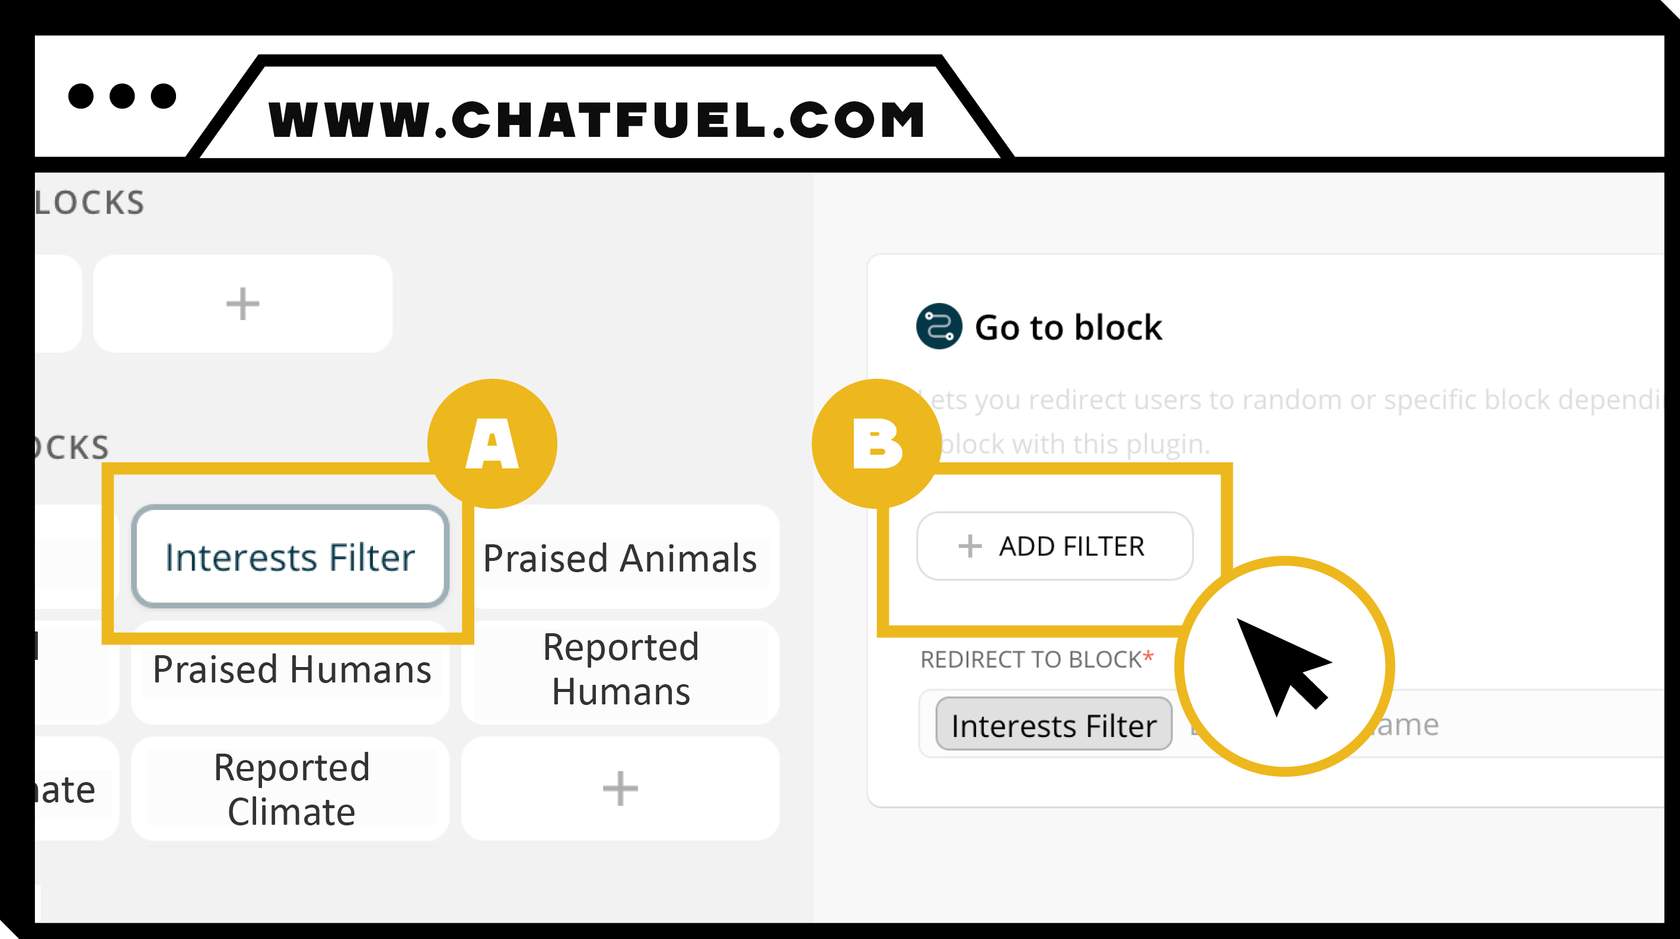 WWW.CHATFUEL.COM
LOCKS
+
OCKS
A
Interests Filter
Praised Animals
Praised Humans
Reported
Humans
ate
Reported
Climate
+
Go to block
ets you redirect users to random or specific block dependi
block with this plugin.
B
+ ADD FILTER
REDIRECT TO BLOCK*
Interests Filter
ame